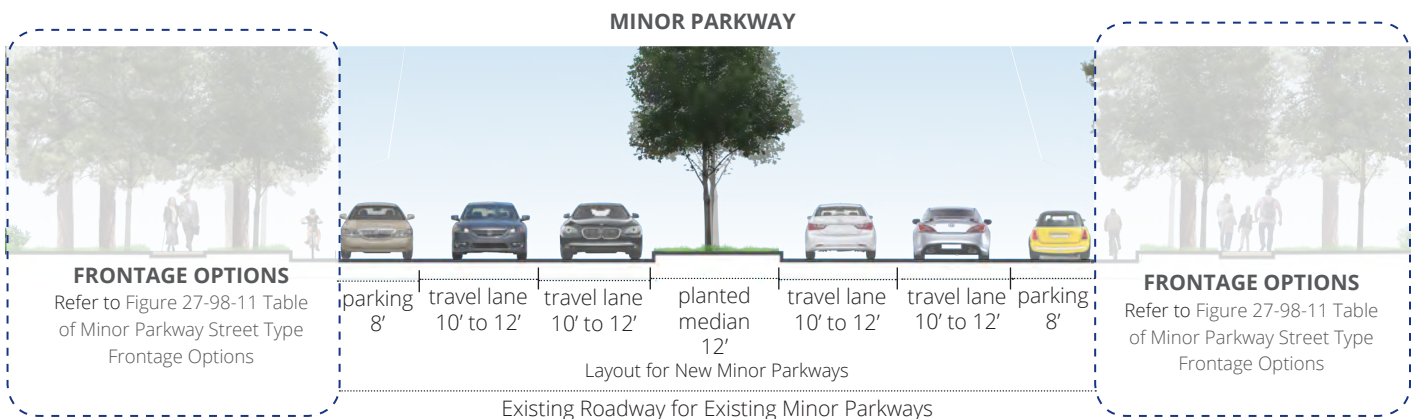 MINOR PARKWAY
FRONTAGE OPTIONS
Refer to Figure 27-98-11 Table
of Minor Parkway Street Type
Frontage Options
parking
8’
travel lane
10’ to 12’
travel lane
10’ to 12’
planted
median
12’
travel lane
10’ to 12’
travel lane
10’ to 12’
parking
8’
Layout for New Minor Parkways
Existing Roadway for Existing Minor Parkways
FRONTAGE OPTIONS
Refer to Figure 27-98-11 Table
of Minor Parkway Street Type
Frontage Options